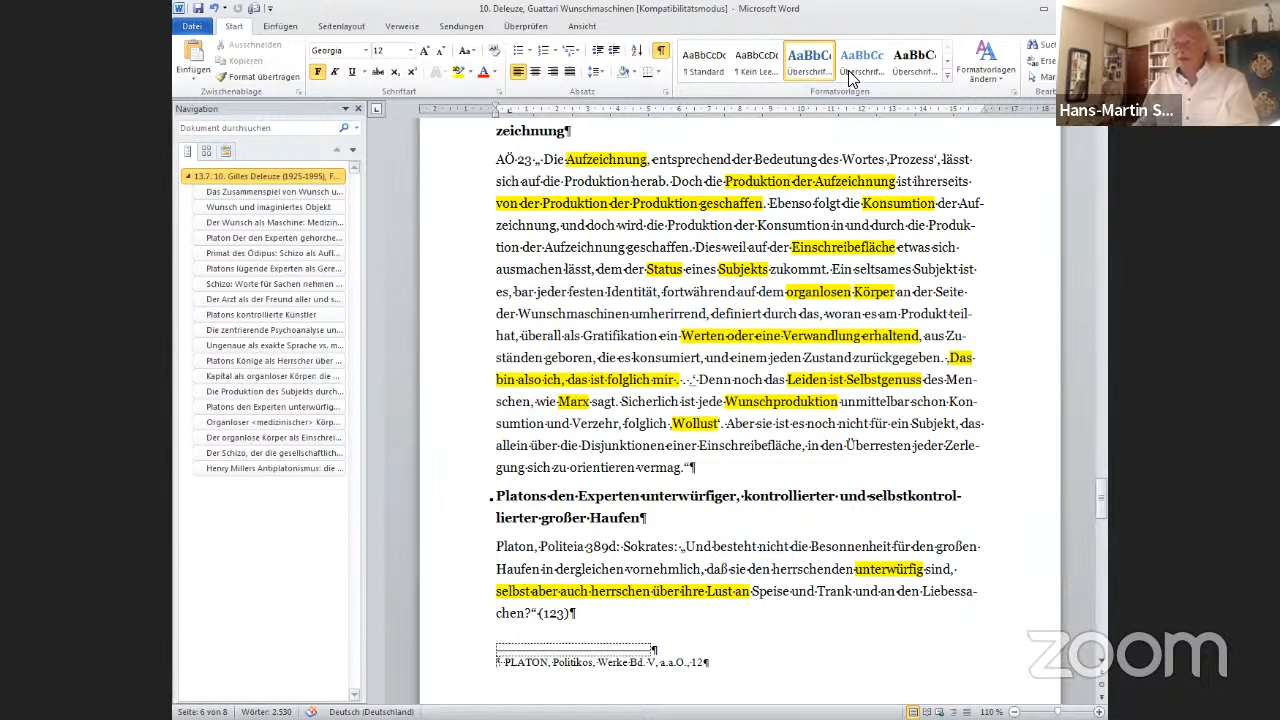 10. Deleuze, Guattari Wunschmaschinen [Kompatibilitätsmodus] - Microsoft Word
Datei Start Einfügen Seitenlayout Verweise Sendungen Überprüfen Ansicht
Einfügen
Ausschneiden
Kopieren
Format übertragen
Zwischenablage
Georgia 12
F K U abc x₂ x²
Schriftart
Absatz
AaBbCcDc AaBbCcDc AaBbC AaBbCc AaBbC
¶ Standard ¶ Kein Lee... Überschrif... Überschrif... Überschrif...
Formatvorlagen
Formatvorlagen ändern
Hans-Martin S...
Navigation
Dokument durchsuchen
13.7. 10. Gilles Deleuze (1925-1995), F...
Das Zusammenspiel von Wunsch u...
Wunsch und imaginiertes Objekt
Der Wunsch als Maschine: Medizin...
Platon Der den Experten gehorche...
Primat des Ödipus: Schizo als Aufl...
Platons lügende Experten als Gere...
Schizo: Worte für Sachen nehmen
Der Arzt als der Freund aller und s...
Platons kontrollierte Künstler
Die zentrierende Psychoanalyse un...
Ungenaue als exakte Sprache vs. m...
Platons Könige als Herrscher über ...
Kapital als organloser Körper: die ...
Die Produktion des Subjekts durch...
Platons den Experten unterwürfig...
Organloser <medizinischer> Körp...
Der organlose Körper als Einschrei...
Der Schizo, der die gesellschaftlich...
Henry Millers Antiplatonismus: die ...
zeichnung¶
AÖ 23 „ Die Aufzeichnung, entsprechend der Bedeutung des Wortes ‚Prozess‘, lässt
sich auf die Produktion herab. Doch die Produktion der Aufzeichnung ist ihrerseits
von der Produktion der Produktion geschaffen. Ebenso folgt die Konsumtion der Auf-
zeichnung, und doch wird die Produktion der Konsumtion in und durch die Produk-
tion der Aufzeichnung geschaffen. Dies weil auf der Einschreibefläche etwas sich
ausmachen lässt, dem der Status eines Subjekts zukommt. Ein seltsames Subjekt ist
es, bar jeder festen Identität, fortwährend auf dem organlosen Körper an der Seite
der Wunschmaschinen umherirrend, definiert durch das, woran es am Produkt teil-
hat, überall als Gratifikation ein Werten oder eine Verwandlung erhaltend, aus Zu-
ständen geboren, die es konsumiert, und einem jeden Zustand zurückgegeben. ‚Das
bin also ich, das ist folglich mir . . .‘ Denn noch das Leiden ist Selbstgenuss des Men-
schen, wie Marx sagt. Sicherlich ist jede Wunschproduktion unmittelbar schon Kon-
sumtion und Verzehr, folglich ‚Wollust‘. Aber sie ist es noch nicht für ein Subjekt, das
allein über die Disjunktionen einer Einschreibefläche, in den Überresten jeder Zerle-
gung sich zu orientieren vermag.“¶
Platons den Experten unterwürfiger, kontrollierter und selbstkontrol-
lierter großer Haufen¶
Platon, Politeia 389d: Sokrates: „Und besteht nicht die Besonnenheit für den großen
Haufen in dergleichen vornehmlich, daß sie den herrschenden unterwürfig sind,
selbst aber auch herrschen über ihre Lust an Speise und Trank und an den Liebessa-
chen?“ (123)¶
PLATON, Politikos, Werke Bd. V, a.a.O., 12¶
zoom
Seite: 6 von 8 Wörter: 2.530 Deutsch (Deutschland) 110 %